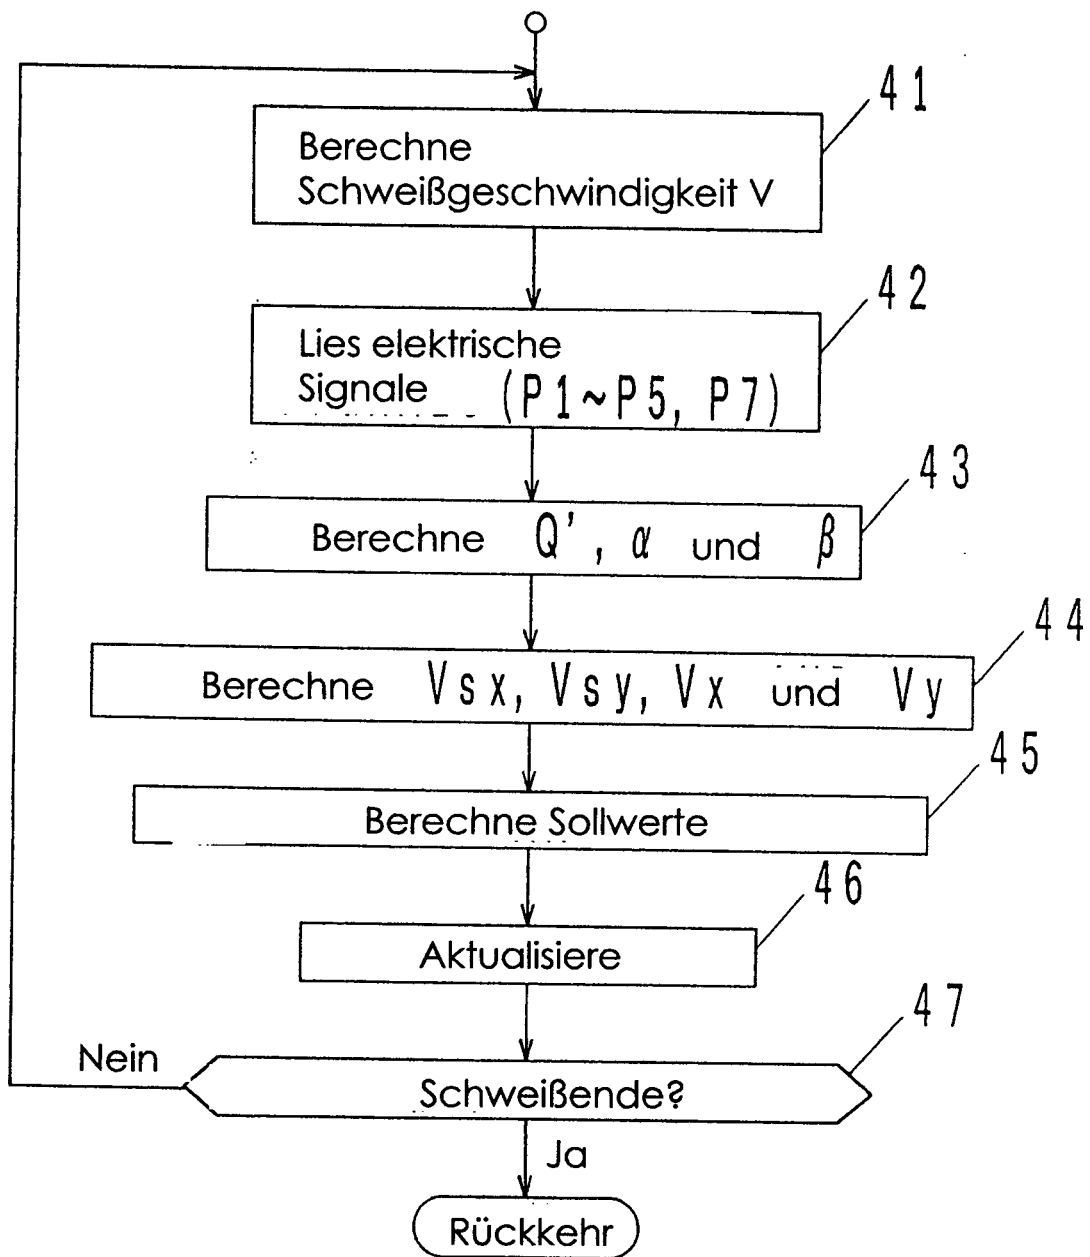 41
Berechne
Schweißgeschwindigkeit V
42
Lies elektrische
Signale (P1~P5, P7)
43
Berechne Q', α und β
44
Berechne Vsx, Vsy, Vx und Vy
45
Berechne Sollwerte
46
Aktualisiere
47
Nein
Schweißende?
Ja
Rückkehr